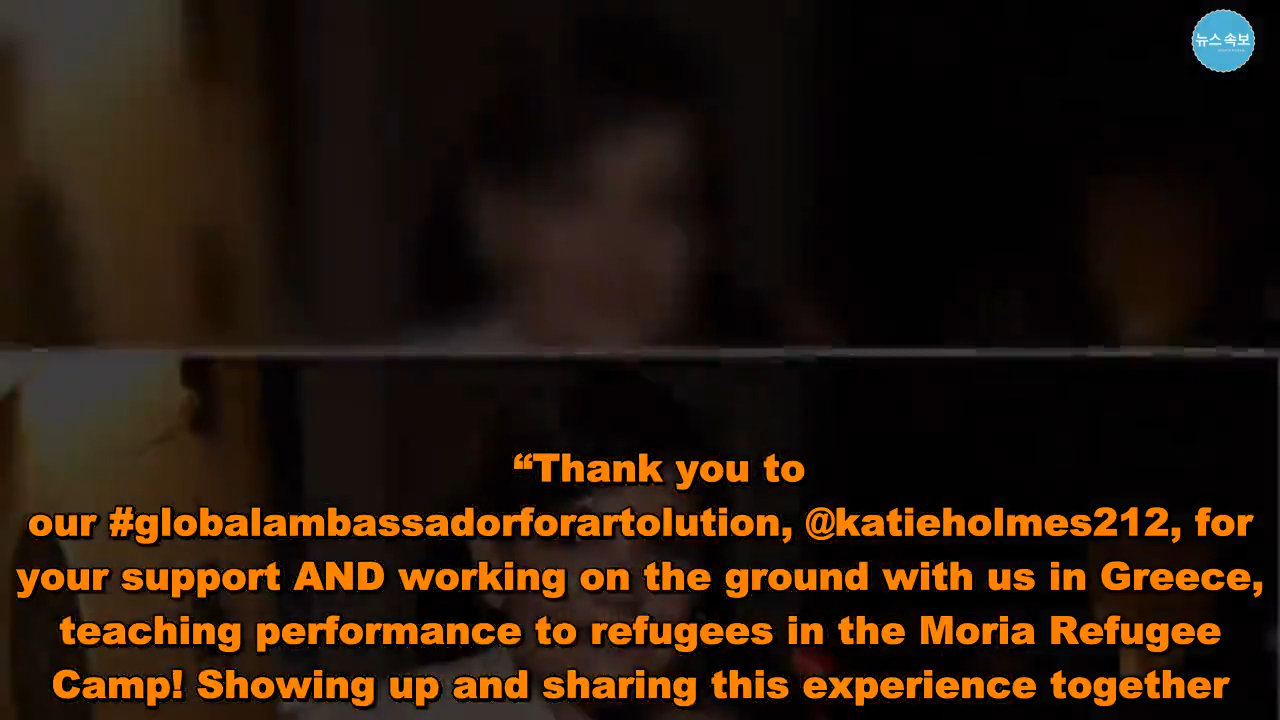 뉴스 속보
“Thank you to
our #globalambassadorforartolution, @katieholmes212, for
your support AND working on the ground with us in Greece,
teaching performance to refugees in the Moria Refugee
Camp! Showing up and sharing this experience together